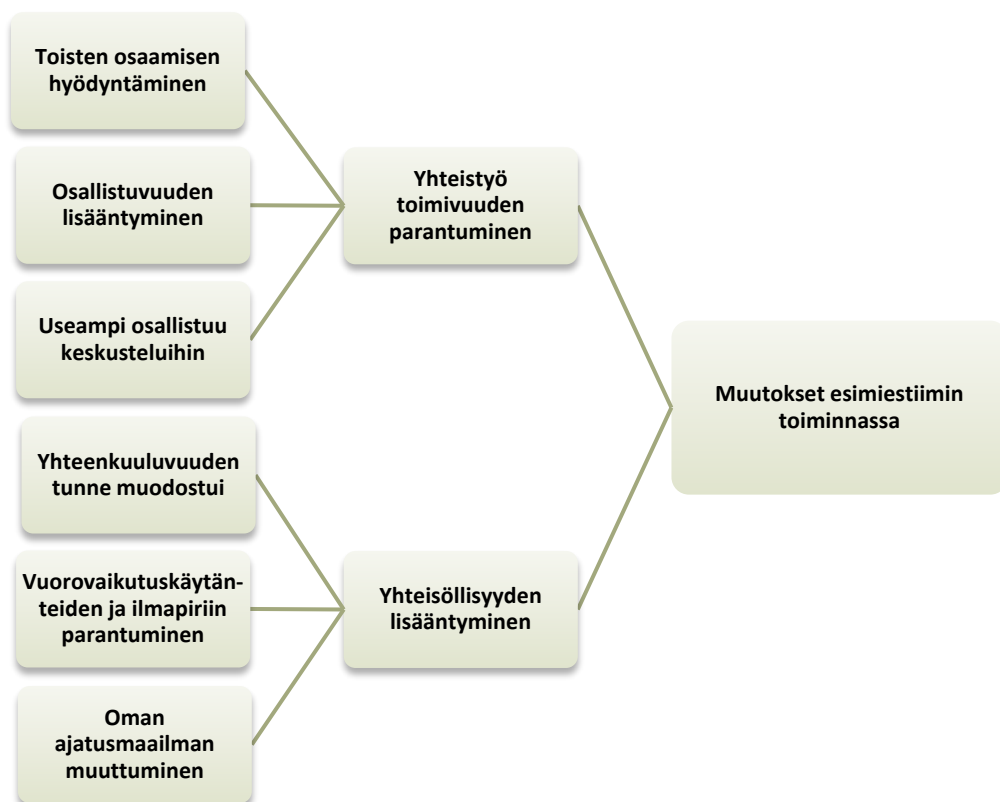 Toisten osaamisen
hyödyntäminen
Osallistuvuuden
lisääntyminen
Useampi osallistuu
keskusteluihin
Yhteistyö
toimivuuden
parantuminen
Yhteenkuuluvuuden
tunne muodostui
Vuorovaikutuskäytän-
teiden ja ilmapiriin
parantuminen
Oman
ajatusmaailman
muuttuminen
Yhteisöllisyyden
lisääntyminen
Muutokset esimiestiimin
toiminnassa